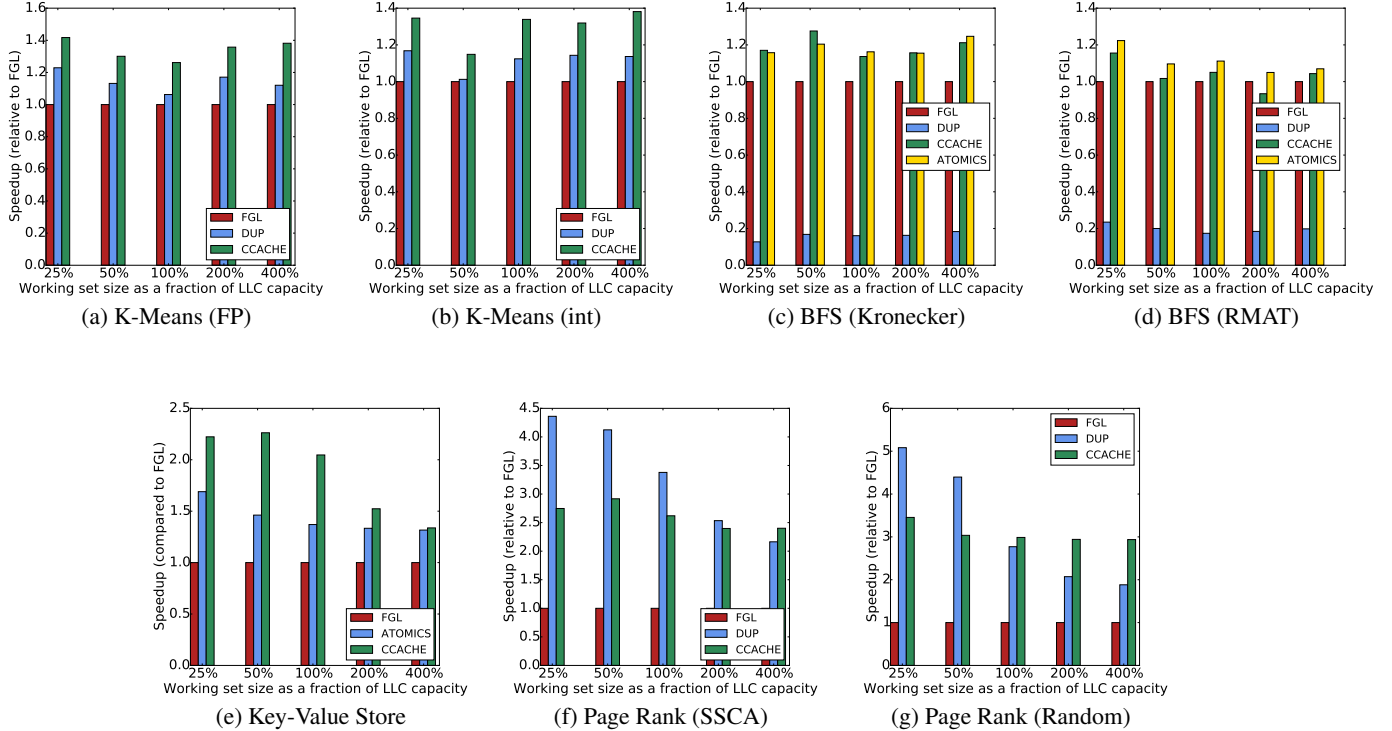 1.6
1.4
1.2
1.0
0.8
0.6
0.4
0.2
0.0
Speedup (relative to FGL)
FGL
DUP
CCACHE
25% 50% 100% 200% 400%
Working set size as a fraction of LLC capacity
(a) K-Means (FP)
1.4
1.2
1.0
0.8
0.6
0.4
0.2
0.0
Speedup (relative to FGL)
FGL
DUP
CCACHE
25% 50% 100% 200% 400%
Working set size as a fraction of LLC capacity
(b) K-Means (int)
1.4
1.2
1.0
0.8
0.6
0.4
0.2
0.0
Speedup (relative to FGL)
FGL
DUP
CCACHE
ATOMICS
25% 50% 100% 200% 400%
Working set size as a fraction of LLC capacity
(c) BFS (Kronecker)
1.4
1.2
1.0
0.8
0.6
0.4
0.2
0.0
Speedup (relative to FGL)
FGL
DUP
CCACHE
ATOMICS
25% 50% 100% 200% 400%
Working set size as a fraction of LLC capacity
(d) BFS (RMAT)
2.5
2.0
1.5
1.0
0.5
0.0
Speedup (compared to FGL)
FGL
ATOMICS
CCACHE
25% 50% 100% 200% 400%
Working set size as a fraction of LLC capacity
(e) Key-Value Store
4.5
4.0
3.5
3.0
2.5
2.0
1.5
1.0
0.5
0.0
Speedup (relative to FGL)
FGL
DUP
CCACHE
25% 50% 100% 200% 400%
Working set size as a fraction of LLC capacity
(f) Page Rank (SSCA)
6
5
4
3
2
1
0
Speedup (relative to FGL)
FGL
DUP
CCACHE
25% 50% 100% 200% 400%
Working set size as a fraction of LLC capacity
(g) Page Rank (Random)